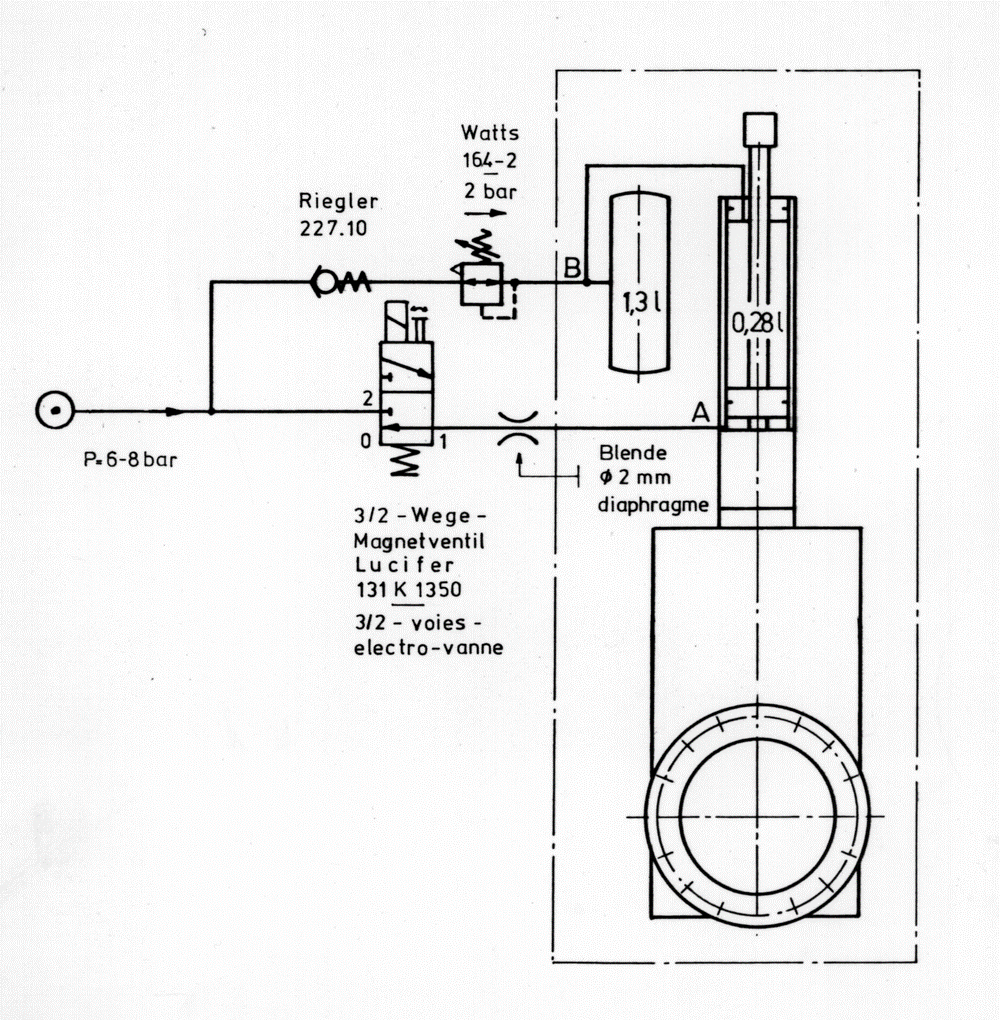 Watts
164-2
2 bar
Riegler
227.10
B
1,3 l
0,28 l
2
A
0
1
P=6-8 bar
Blende
ϕ 2 mm
diaphragme
3/2 - Wege -
Magnetventil
Lucifer
131 K 1350
3/2 - voies -
electro-vanne